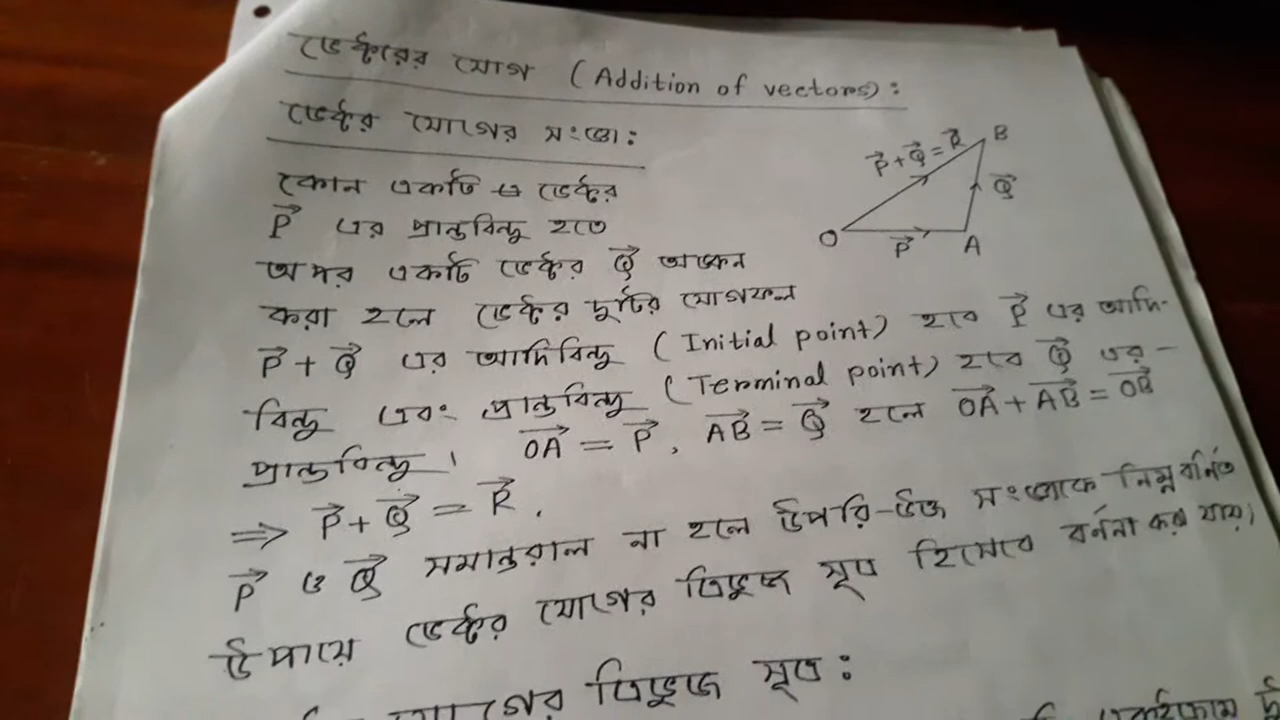 ভেক্টরের যোগ (Addition of vectors):
ভেক্টর যোগের সংজ্ঞা:
কোন একটি ভেক্টর
P⃗ এর প্রান্তবিন্দু হতে
অপর একটি ভেক্টর Q⃗ অঙ্কন
করা হলে ভেক্টর দুটির যোগফল
P⃗ + Q⃗ এর আদিবিন্দু (Initial point) হবে P⃗ এর আদি-
বিন্দু এবং প্রান্তবিন্দু (Terminal point) হবে Q⃗ এর -
প্রান্তবিন্দু। OA⃗ = P⃗, AB⃗ = Q⃗ হলে OA⃗ + AB⃗ = OB⃗
⇒ P⃗ + Q⃗ = R⃗.
P⃗ ও Q⃗ সমান্তরাল না হলে উপরি-উক্ত সংজ্ঞাকে নিম্নবর্নিত
উপায়ে ভেক্টর যোগের ত্রিভুজ সূত্র হিসেবে বর্ননা করা যায়।
যোগের ত্রিভুজ সূত্র:
P⃗ + Q⃗ = R⃗
B
Q⃗
O
P⃗
A